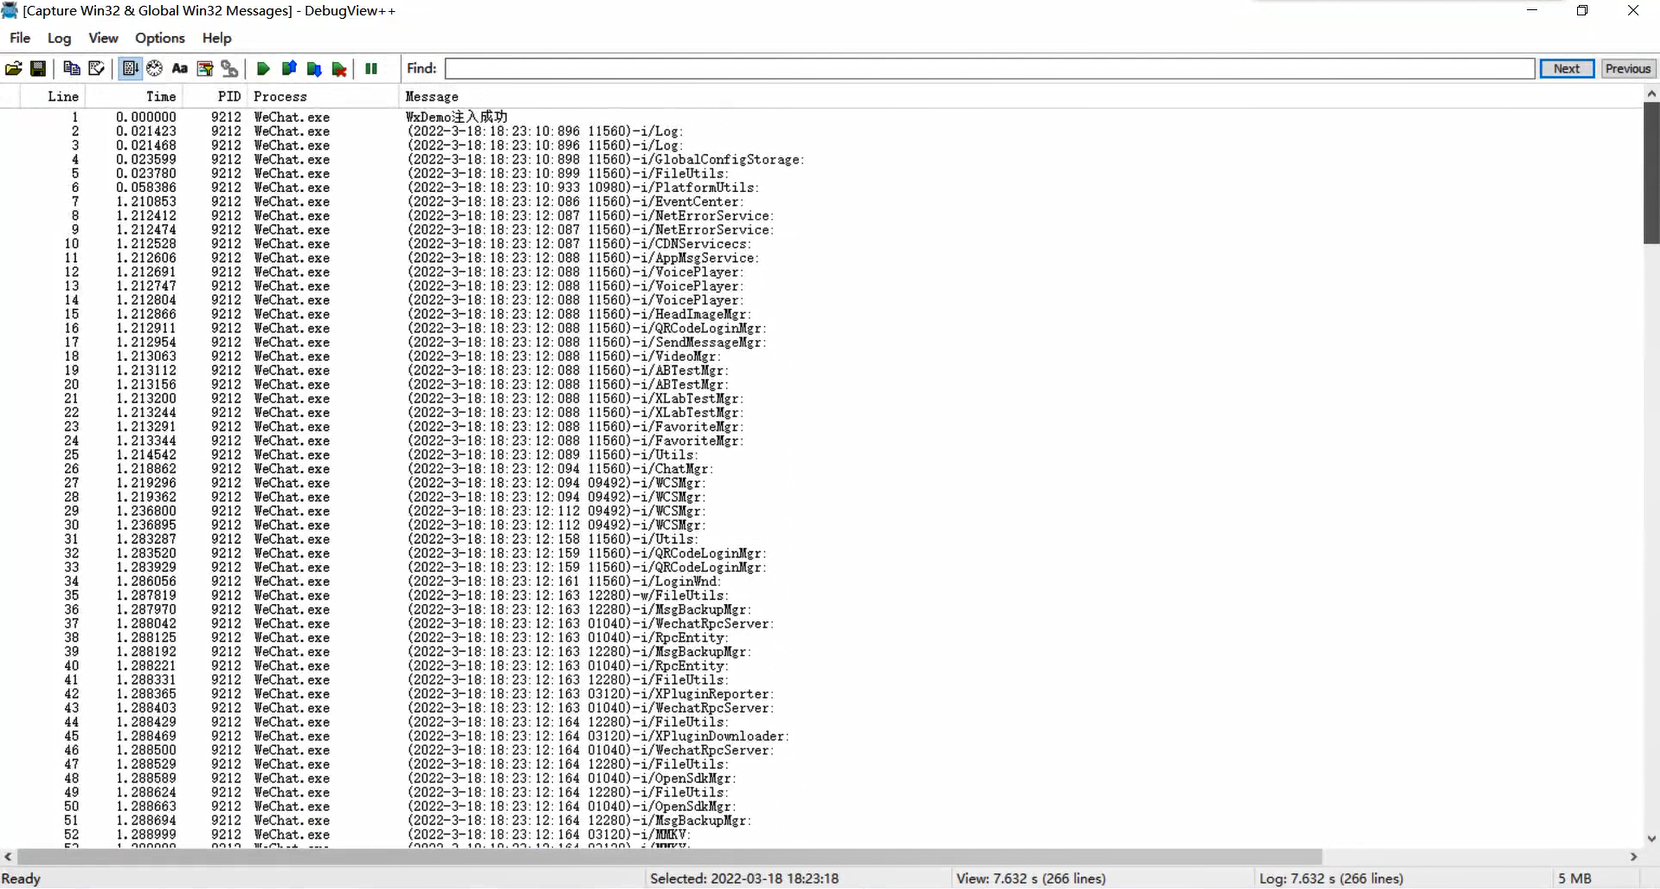 [Capture Win32 & Global Win32 Messages] - DebugView++
File Log View Options Help
Aa Find: Next Previous
Line Time PID Process Message
1 0.000000 9212 WeChat.exe WxDemo注入成功
2 0.021423 9212 WeChat.exe (2022-3-18:18:23:10:896 11560)-i/Log:
3 0.021468 9212 WeChat.exe (2022-3-18:18:23:10:896 11560)-i/Log:
4 0.023599 9212 WeChat.exe (2022-3-18:18:23:10:898 11560)-i/GlobalConfigStorage:
5 0.023780 9212 WeChat.exe (2022-3-18:18:23:10:899 11560)-i/FileUtils:
6 0.058386 9212 WeChat.exe (2022-3-18:18:23:10:933 10980)-i/PlatformUtils:
7 1.210853 9212 WeChat.exe (2022-3-18:18:23:12:086 11560)-i/EventCenter:
8 1.212412 9212 WeChat.exe (2022-3-18:18:23:12:087 11560)-i/NetErrorService:
9 1.212474 9212 WeChat.exe (2022-3-18:18:23:12:087 11560)-i/NetErrorService:
10 1.212528 9212 WeChat.exe (2022-3-18:18:23:12:087 11560)-i/CDNServicecs:
11 1.212606 9212 WeChat.exe (2022-3-18:18:23:12:088 11560)-i/AppMsgService:
12 1.212691 9212 WeChat.exe (2022-3-18:18:23:12:088 11560)-i/VoicePlayer:
13 1.212747 9212 WeChat.exe (2022-3-18:18:23:12:088 11560)-i/VoicePlayer:
14 1.212804 9212 WeChat.exe (2022-3-18:18:23:12:088 11560)-i/VoicePlayer:
15 1.212866 9212 WeChat.exe (2022-3-18:18:23:12:088 11560)-i/HeadImageMgr:
16 1.212911 9212 WeChat.exe (2022-3-18:18:23:12:088 11560)-i/QRCodeLoginMgr:
17 1.212954 9212 WeChat.exe (2022-3-18:18:23:12:088 11560)-i/SendMessageMgr:
18 1.213063 9212 WeChat.exe (2022-3-18:18:23:12:088 11560)-i/VideoMgr:
19 1.213112 9212 WeChat.exe (2022-3-18:18:23:12:088 11560)-i/ABTestMgr:
20 1.213156 9212 WeChat.exe (2022-3-18:18:23:12:088 11560)-i/ABTestMgr:
21 1.213200 9212 WeChat.exe (2022-3-18:18:23:12:088 11560)-i/XLabTestMgr:
22 1.213244 9212 WeChat.exe (2022-3-18:18:23:12:088 11560)-i/XLabTestMgr:
23 1.213291 9212 WeChat.exe (2022-3-18:18:23:12:088 11560)-i/FavoriteMgr:
24 1.213344 9212 WeChat.exe (2022-3-18:18:23:12:088 11560)-i/FavoriteMgr:
25 1.214542 9212 WeChat.exe (2022-3-18:18:23:12:089 11560)-i/Utils:
26 1.218862 9212 WeChat.exe (2022-3-18:18:23:12:094 11560)-i/ChatMgr:
27 1.219296 9212 WeChat.exe (2022-3-18:18:23:12:094 09492)-i/WCSMgr:
28 1.219362 9212 WeChat.exe (2022-3-18:18:23:12:094 09492)-i/WCSMgr:
29 1.236800 9212 WeChat.exe (2022-3-18:18:23:12:112 09492)-i/WCSMgr:
30 1.236895 9212 WeChat.exe (2022-3-18:18:23:12:112 09492)-i/WCSMgr:
31 1.283287 9212 WeChat.exe (2022-3-18:18:23:12:158 11560)-i/Utils:
32 1.283520 9212 WeChat.exe (2022-3-18:18:23:12:159 11560)-i/QRCodeLoginMgr:
33 1.283929 9212 WeChat.exe (2022-3-18:18:23:12:159 11560)-i/QRCodeLoginMgr:
34 1.286056 9212 WeChat.exe (2022-3-18:18:23:12:161 11560)-i/LoginWnd:
35 1.287819 9212 WeChat.exe (2022-3-18:18:23:12:163 12280)-w/FileUtils:
36 1.287970 9212 WeChat.exe (2022-3-18:18:23:12:163 12280)-i/MsgBackupMgr:
37 1.288042 9212 WeChat.exe (2022-3-18:18:23:12:163 01040)-i/WechatRpcServer:
38 1.288125 9212 WeChat.exe (2022-3-18:18:23:12:163 01040)-i/RpcEntity:
39 1.288192 9212 WeChat.exe (2022-3-18:18:23:12:163 12280)-i/MsgBackupMgr:
40 1.288221 9212 WeChat.exe (2022-3-18:18:23:12:163 01040)-i/RpcEntity:
41 1.288331 9212 WeChat.exe (2022-3-18:18:23:12:163 12280)-i/FileUtils:
42 1.288365 9212 WeChat.exe (2022-3-18:18:23:12:163 03120)-i/XPluginReporter:
43 1.288403 9212 WeChat.exe (2022-3-18:18:23:12:163 01040)-i/WechatRpcServer:
44 1.288429 9212 WeChat.exe (2022-3-18:18:23:12:164 12280)-i/FileUtils:
45 1.288469 9212 WeChat.exe (2022-3-18:18:23:12:164 03120)-i/XPluginDownloader:
46 1.288500 9212 WeChat.exe (2022-3-18:18:23:12:164 01040)-i/WechatRpcServer:
47 1.288529 9212 WeChat.exe (2022-3-18:18:23:12:164 12280)-i/FileUtils:
48 1.288589 9212 WeChat.exe (2022-3-18:18:23:12:164 01040)-i/OpenSdkMgr:
49 1.288624 9212 WeChat.exe (2022-3-18:18:23:12:164 12280)-i/FileUtils:
50 1.288663 9212 WeChat.exe (2022-3-18:18:23:12:164 01040)-i/OpenSdkMgr:
51 1.288694 9212 WeChat.exe (2022-3-18:18:23:12:164 12280)-i/MsgBackupMgr:
52 1.288999 9212 WeChat.exe (2022-3-18:18:23:12:164 03120)-i/MMKV:
Ready Selected: 2022-03-18 18:23:18 View: 7.632 s (266 lines) Log: 7.632 s (266 lines) 5 MB